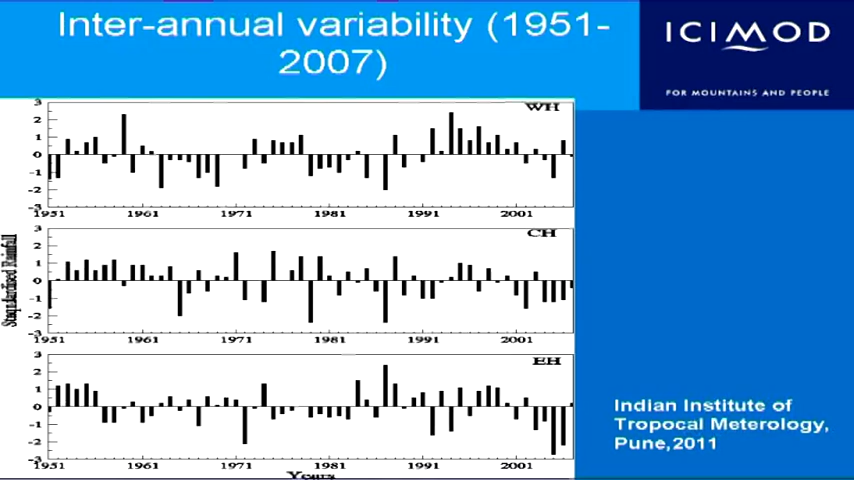 Inter-annual variability (1951-
2007)
ICIMOD
FOR MOUNTAINS AND PEOPLE
3
2
1
0
-1
-2
-3
WH
1951 1961 1971 1981 1991 2001
Standardised Rainfall
3
2
1
0
-1
-2
-3
CH
1951 1961 1971 1981 1991 2001
3
2
1
0
-1
-2
-3
EH
1951 1961 1971 1981 1991 2001
Years
Indian Institute of
Tropocal Meterology,
Pune,2011